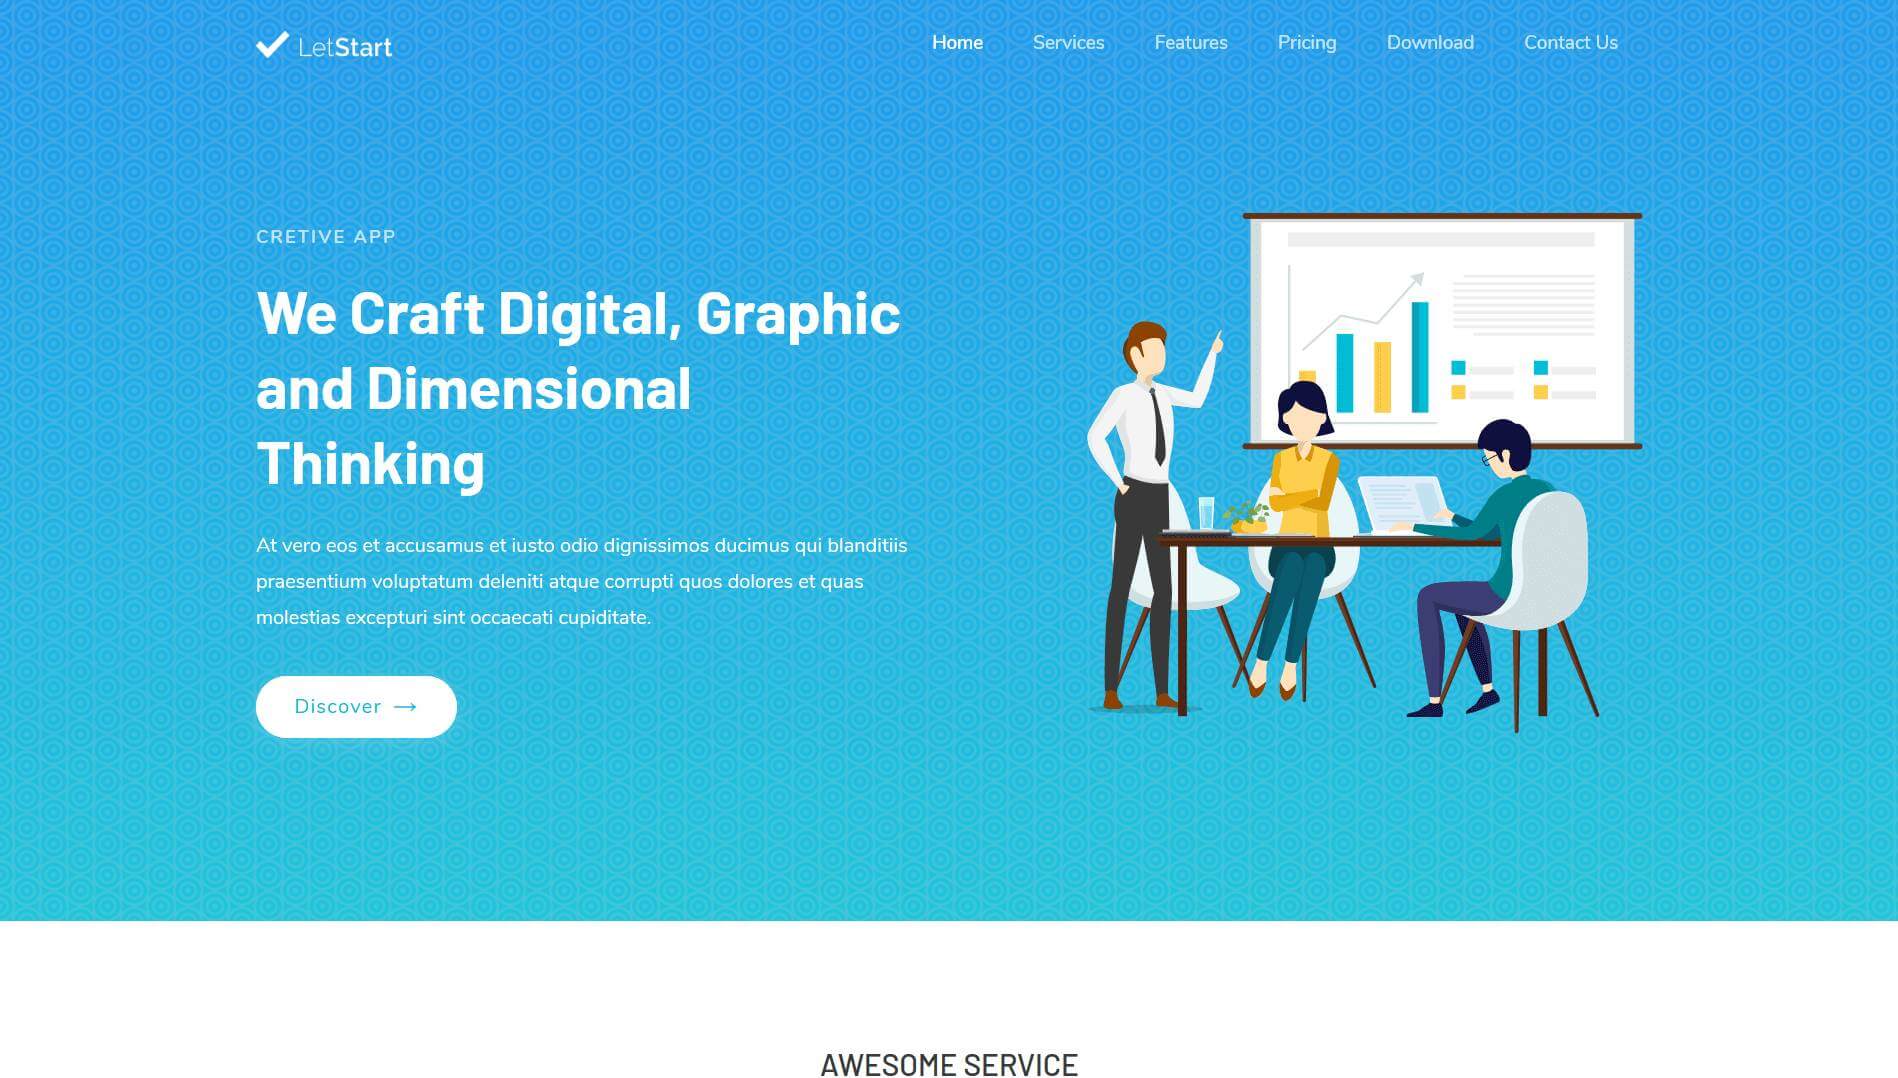 LetStart
Home Services Features Pricing Download Contact Us
CRETIVE APP
We Craft Digital, Graphic
and Dimensional
Thinking
At vero eos et accusamus et iusto odio dignissimos ducimus qui blanditiis
praesentium voluptatum deleniti atque corrupti quos dolores et quas
molestias excepturi sint occaecati cupiditate.
Discover →
AWESOME SERVICE